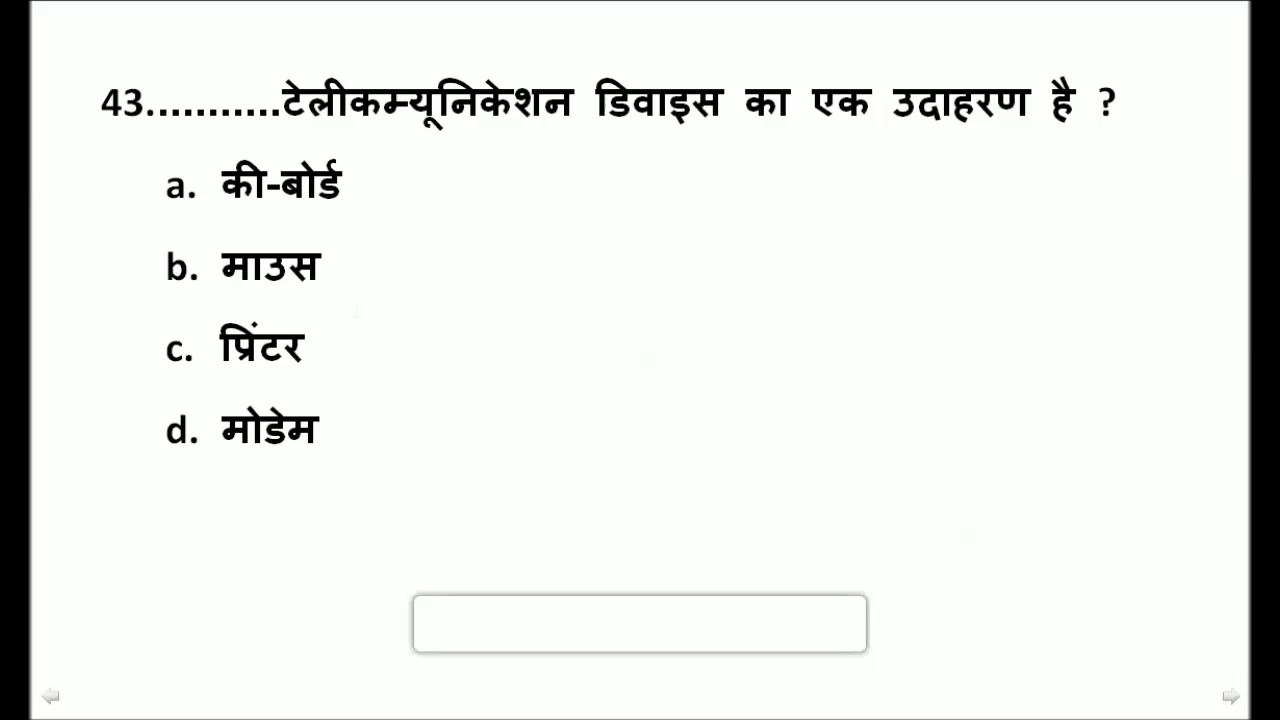 43...........टेलीकम्यूनिकेशन डिवाइस का एक उदाहरण है ?
a. की-बोर्ड
b. माउस
c. प्रिंटर
d. मोडेम